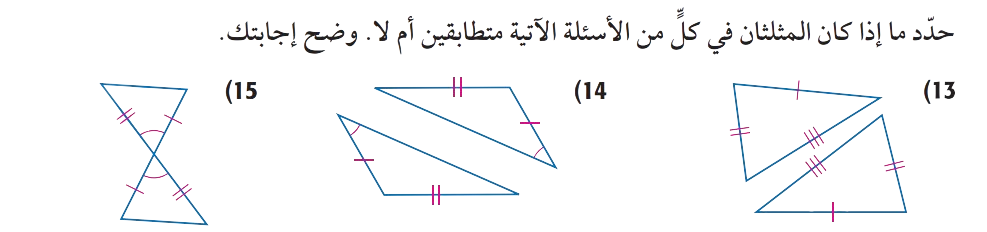 حدّد ما إذا كان المثلثان في كلٍّ من الأسئلة الآتية متطابقين أم لا. وضح إجابتك.
13)
14)
15)